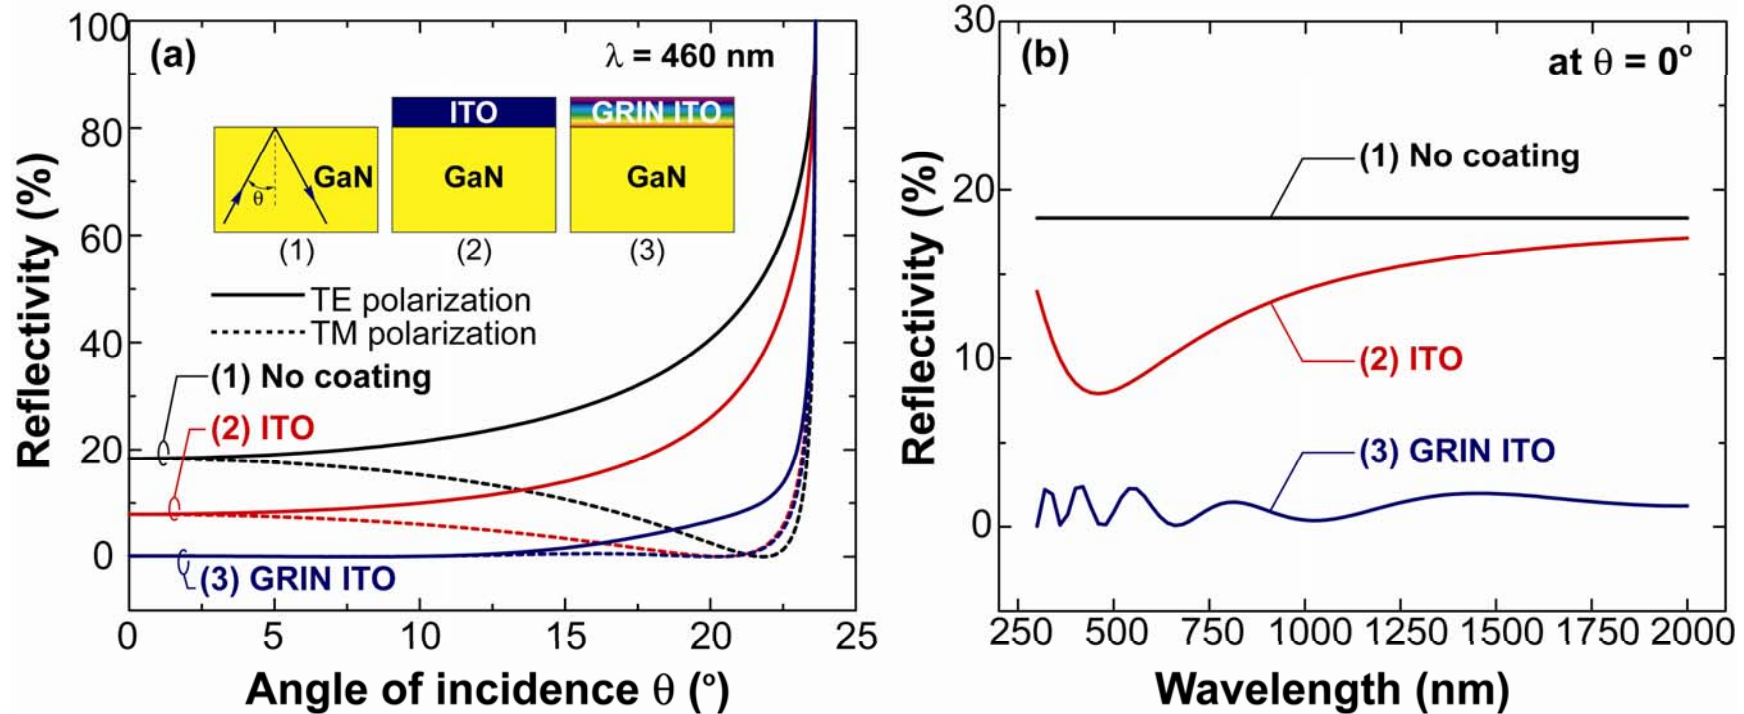 (a)
λ = 460 nm
Reflectivity (%)
100
80
60
40
20
0
ITO
GRIN ITO
GaN
GaN
GaN
θ
(1)
(2)
(3)
TE polarization
TM polarization
(1) No coating
(2) ITO
(3) GRIN ITO
0 5 10 15 20 25
Angle of incidence θ (º)
(b)
at θ = 0º
Reflectivity (%)
30
20
10
0
(1) No coating
(2) ITO
(3) GRIN ITO
250 500 750 1000 1250 1500 1750 2000
Wavelength (nm)